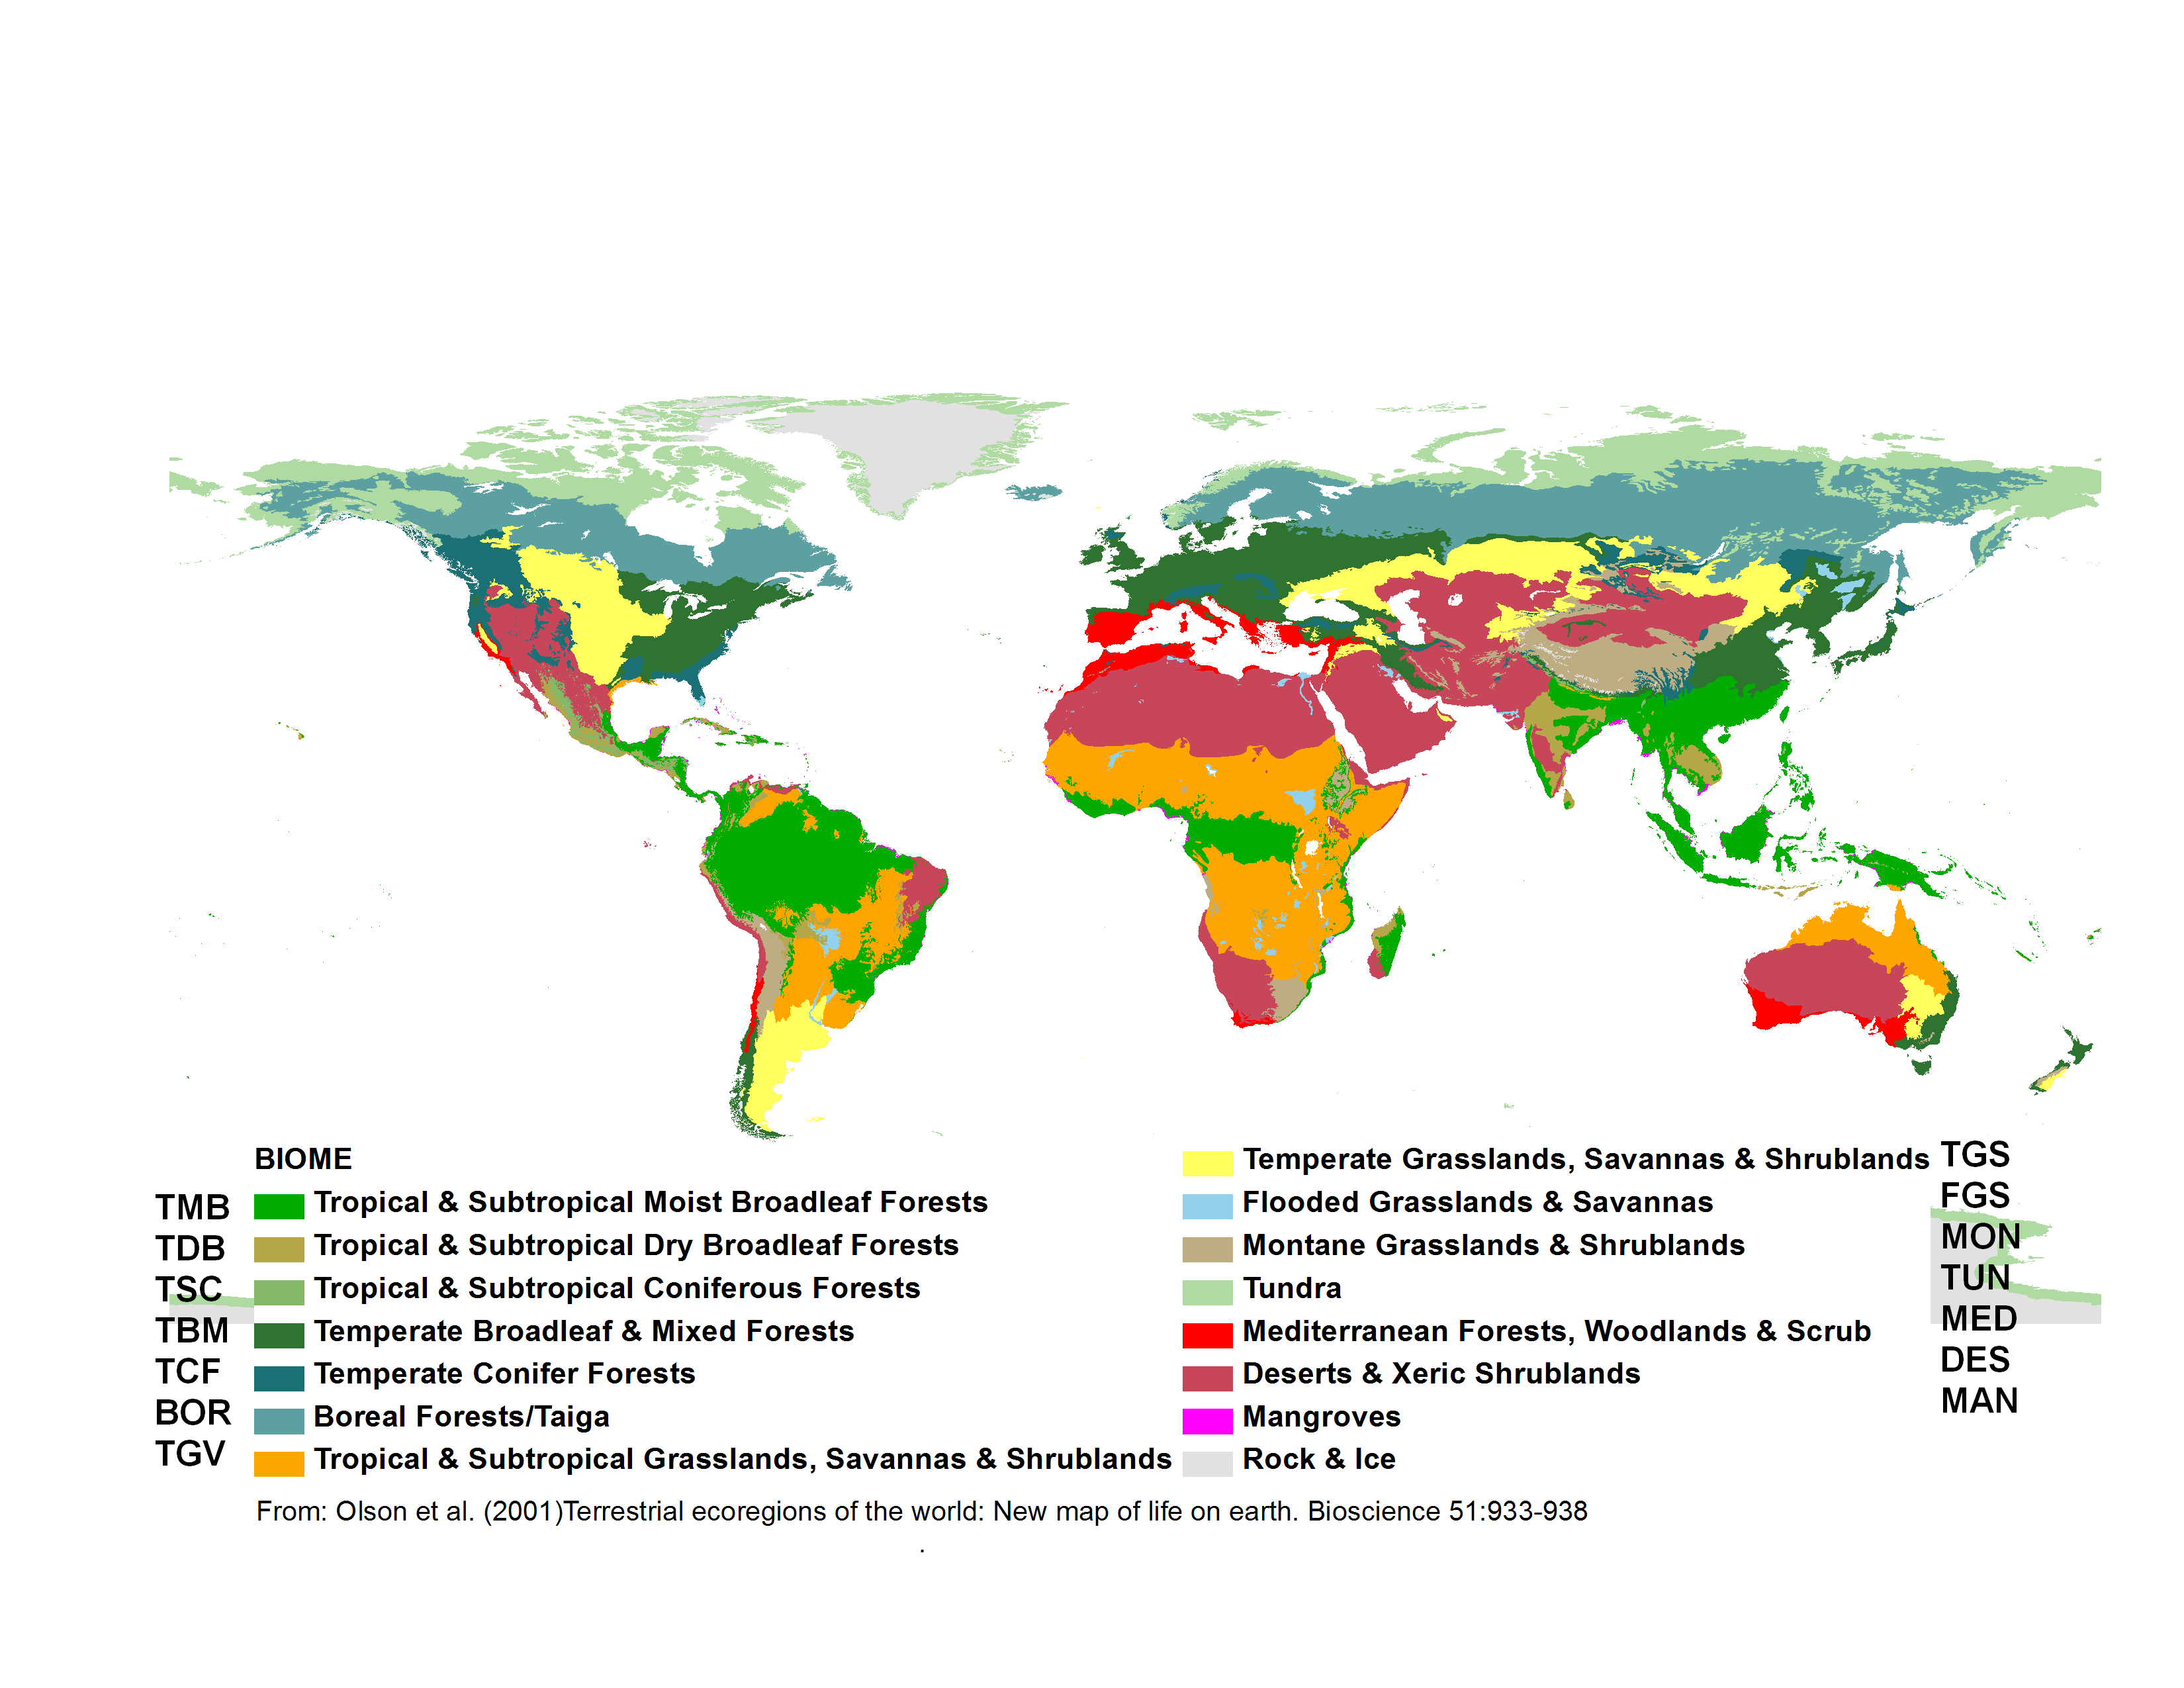 BIOME
TMB Tropical & Subtropical Moist Broadleaf Forests
TDB Tropical & Subtropical Dry Broadleaf Forests
TSC Tropical & Subtropical Coniferous Forests
TBM Temperate Broadleaf & Mixed Forests
TCF Temperate Conifer Forests
BOR Boreal Forests/Taiga
TGV Tropical & Subtropical Grasslands, Savannas & Shrublands
Temperate Grasslands, Savannas & Shrublands TGS
Flooded Grasslands & Savannas FGS
Montane Grasslands & Shrublands MON
Tundra TUN
Mediterranean Forests, Woodlands & Scrub MED
Deserts & Xeric Shrublands DES
Mangroves MAN
Rock & Ice
From: Olson et al. (2001)Terrestrial ecoregions of the world: New map of life on earth. Bioscience 51:933-938
.